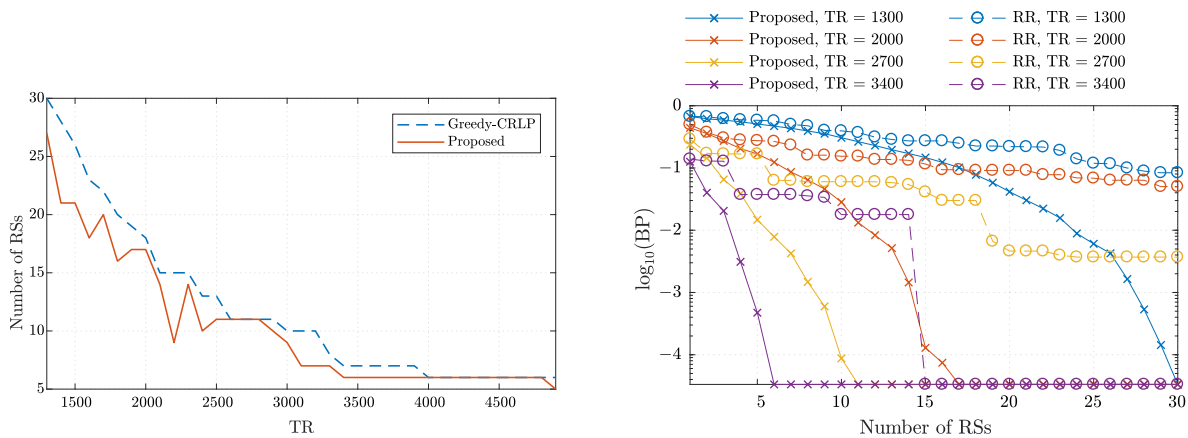 30
25
20
15
10
5
Number of RSs
Greedy-CRLP
Proposed
1500 2000 2500 3000 3500 4000 4500
TR
Proposed, TR = 1300 RR, TR = 1300
Proposed, TR = 2000 RR, TR = 2000
Proposed, TR = 2700 RR, TR = 2700
Proposed, TR = 3400 RR, TR = 3400
0
−1
−2
−3
−4
log10(BP)
5 10 15 20 25 30
Number of RSs